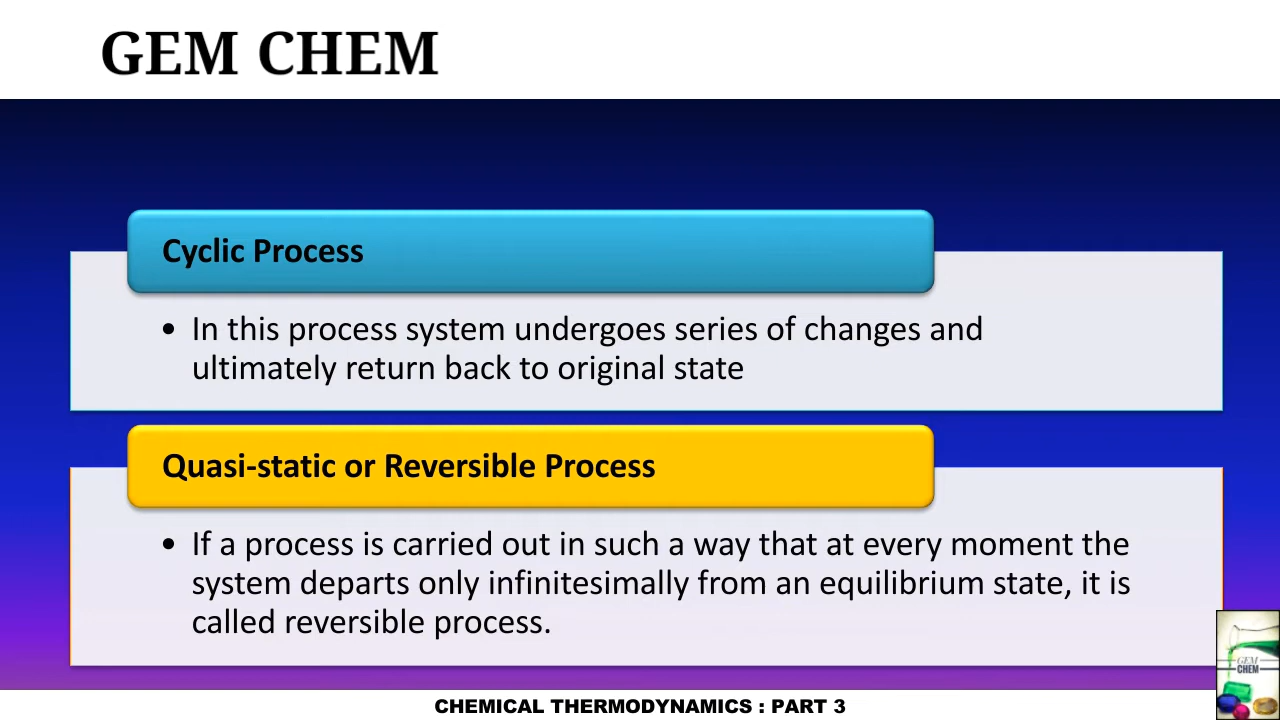 GEM CHEM
Cyclic Process
• In this process system undergoes series of changes and
ultimately return back to original state
Quasi-static or Reversible Process
• If a process is carried out in such a way that at every moment the
system departs only infinitesimally from an equilibrium state, it is
called reversible process.
GEM
CHEM
CHEMICAL THERMODYNAMICS : PART 3